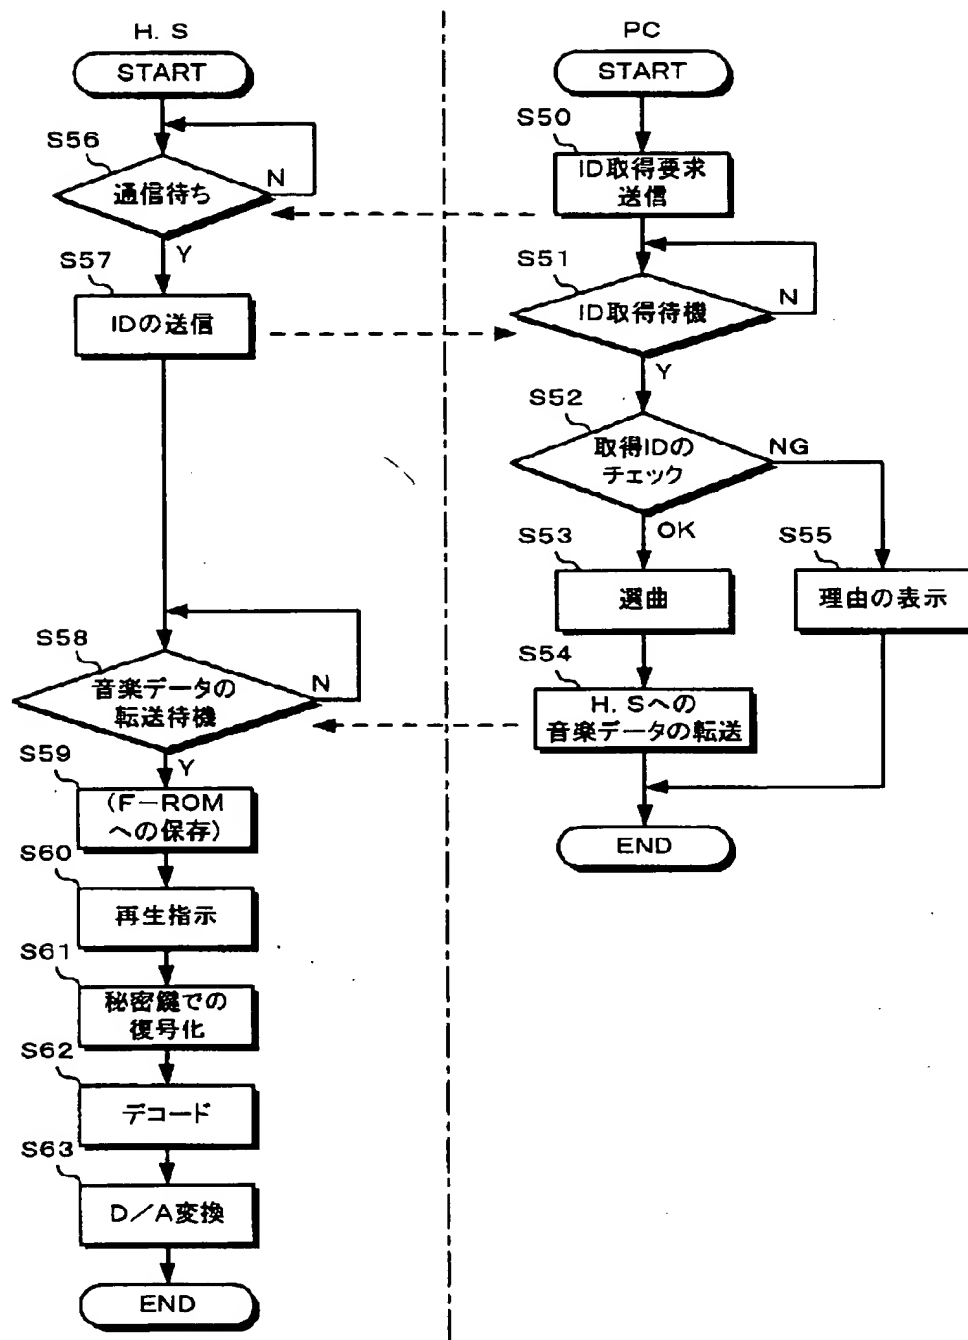 H. S
START
S56
通信待ち
N
Y
S57
IDの送信
S58
音楽データの
転送待機
N
Y
S59
(F-ROM
への保存)
S60
再生指示
S61
秘密鍵での
復号化
S62
デコード
S63
D/A変換
END
PC
START
S50
ID取得要求
送信
S51
ID取得待機
N
Y
S52
取得IDの
チェック
NG
OK
S53
選曲
S55
理由の表示
S54
H. Sへの
音楽データの転送
END